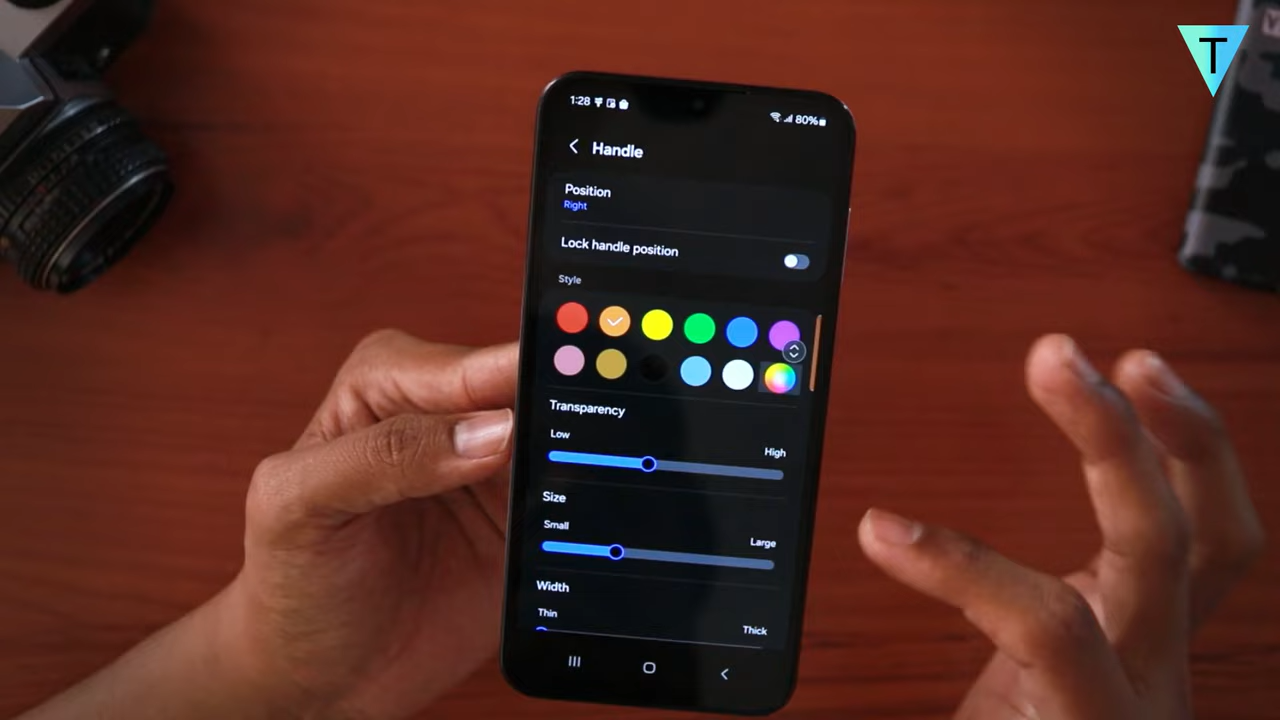 T
1:28
80%
Handle
Position
Right
Lock handle position
Style
Transparency
Low
High
Size
Small
Large
Width
Thin
Thick